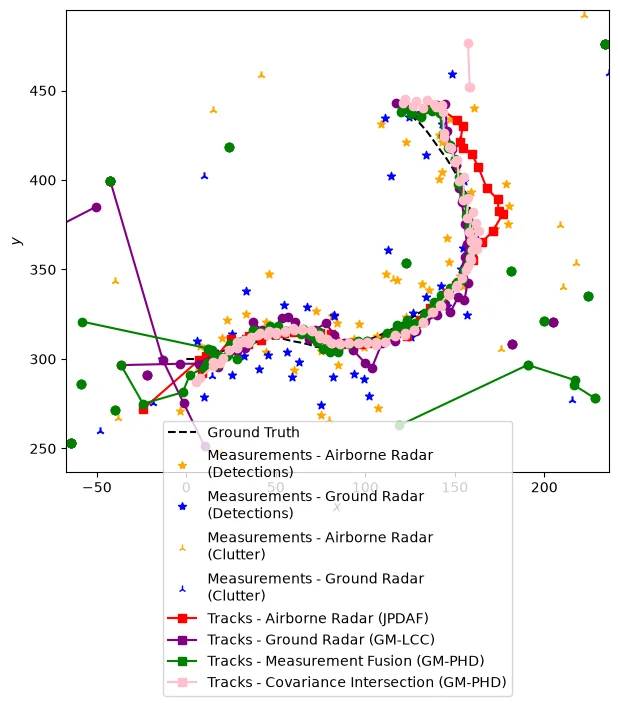 450
400
350
300
250
y
−50
0
50
100
150
200
x
Ground Truth
Measurements - Airborne Radar
(Detections)
Measurements - Ground Radar
(Detections)
Measurements - Airborne Radar
(Clutter)
Measurements - Ground Radar
(Clutter)
Tracks - Airborne Radar (JPDAF)
Tracks - Ground Radar (GM-LCC)
Tracks - Measurement Fusion (GM-PHD)
Tracks - Covariance Intersection (GM-PHD)